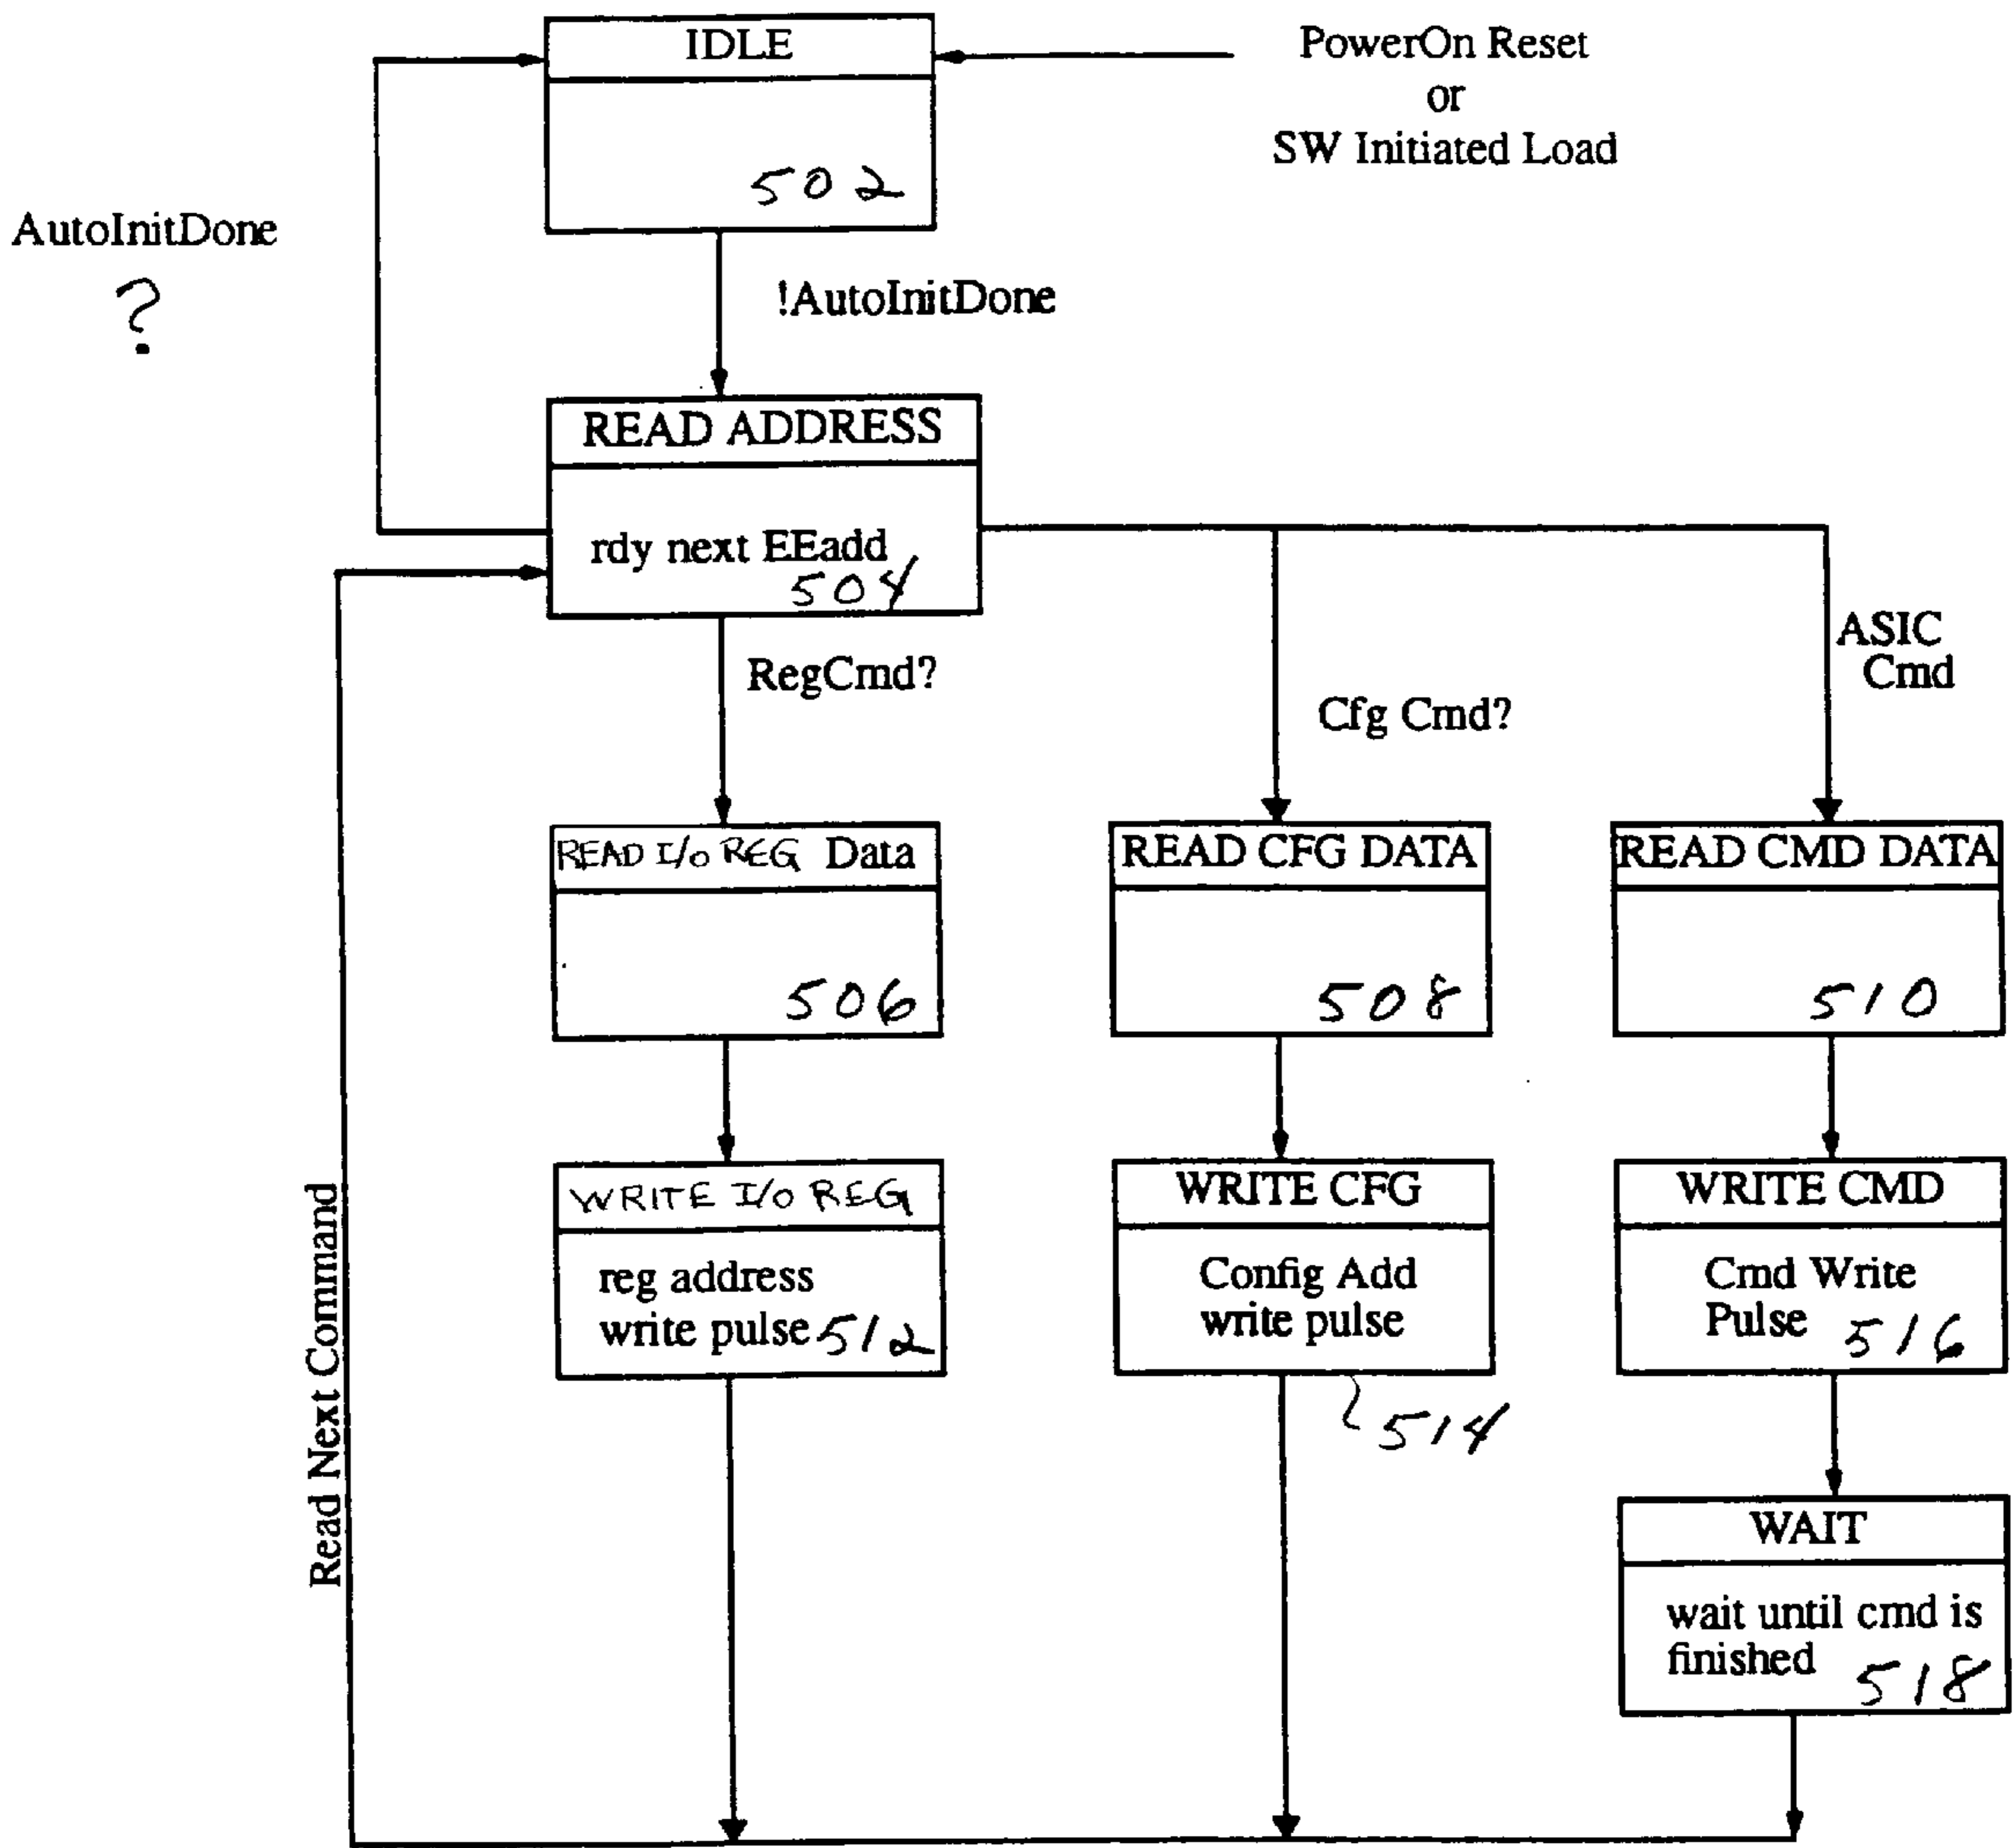 IDLE
502
PowerOn Reset
or
SW Initiated Load
AutoInitDone
?
!AutoInitDone
READ ADDRESS
rdy next EEadd
504
RegCmd?
Cfg Cmd?
ASIC
Cmd
READ I/O REG Data
506
READ CFG DATA
508
READ CMD DATA
510
WRITE I/O REG
reg address
write pulse 512
WRITE CFG
Config Add
write pulse
514
WRITE CMD
Cmd Write
Pulse 516
WAIT
wait until cmd is
finished 518
Read Next Command